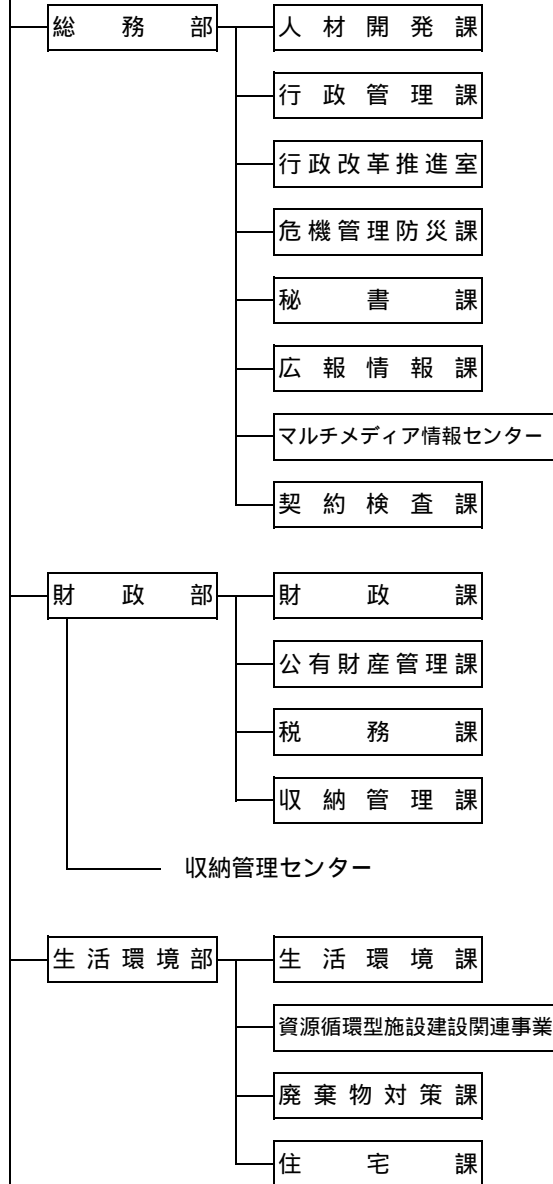 総務部 人材開発課
行政管理課
行政改革推進室
危機管理防災課
秘書課
広報情報課
マルチメディア情報センター
契約検査課
財政部 財政課
公有財産管理課
税務課
収納管理課
収納管理センター
生活環境部 生活環境課
資源循環型施設建設関連事業
廃棄物対策課
住宅課